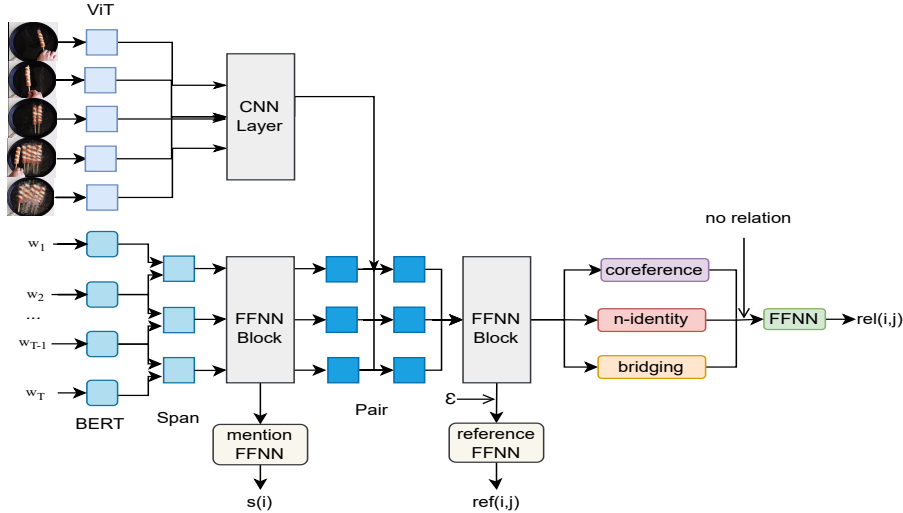 ViT
CNN
Layer
no relation
w1
w2
...
wT-1
wT
BERT
Span
FFNN
Block
Pair
FFNN
Block
coreference
n-identity
bridging
FFNN
rel(i,j)
ε
mention
FFNN
reference
FFNN
s(i)
ref(i,j)